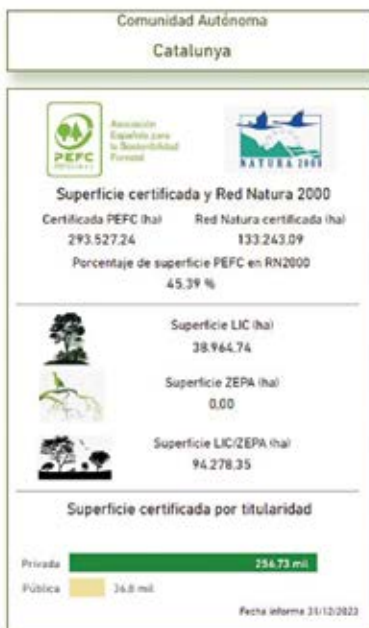 Comunidad Autónoma
Catalunya
PEFC
Asociación
Española para
la Sostenibilidad
Forestal
NATURA 2000
Superficie certificada y Red Natura 2000
Certificada PEFC (ha) Red Natura certificada (ha)
293.527,24 133.243,09
Porcentaje de superficie PEFC en RN2000
45,39 %
Superficie LIC (ha)
38.964,74
Superficie ZEPA (ha)
0,00
Superficie LIC/ZEPA (ha)
94.278,35
Superficie certificada por titularidad
Privada 256,73 mil
Pública 36,8 mil
Fecha informe 31/12/2023